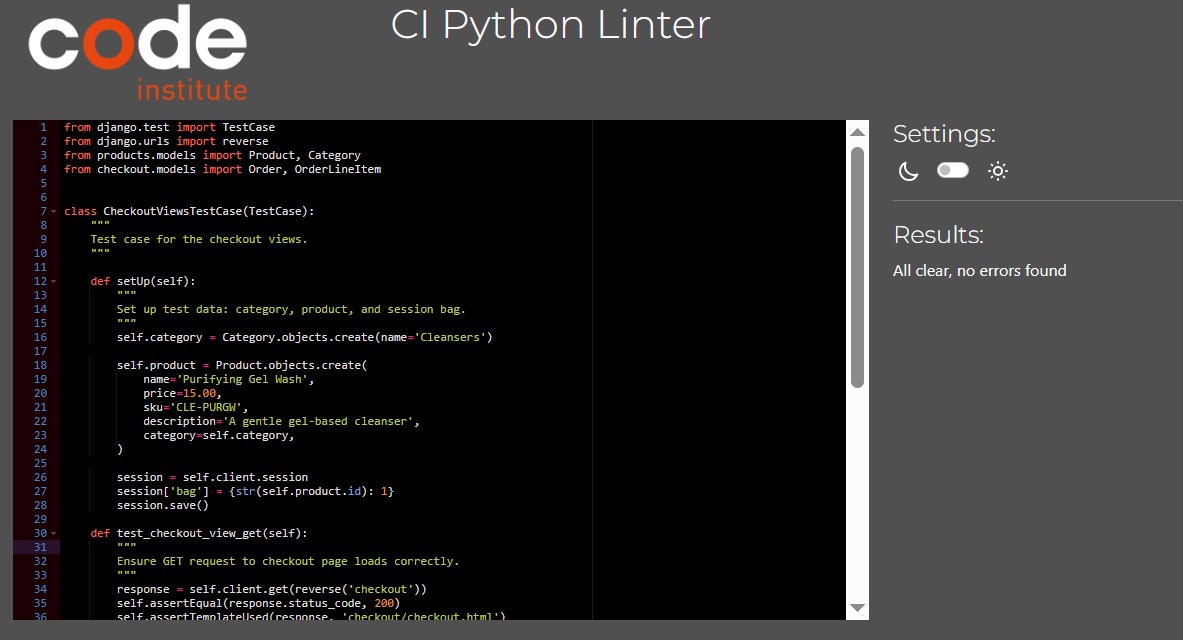 code
institute
CI Python Linter
1 from django.test import TestCase
2 from django.urls import reverse
3 from products.models import Product, Category
4 from checkout.models import Order, OrderLineItem
5
6
7 class CheckoutViewsTestCase(TestCase):
8     """
9     Test case for the checkout views.
10     """
11
12     def setUp(self):
13         """
14         Set up test data: category, product, and session bag.
15         """
16         self.category = Category.objects.create(name='Cleansers')
17
18         self.product = Product.objects.create(
19             name='Purifying Gel Wash',
20             price=15.00,
21             sku='CLE-PURGW',
22             description='A gentle gel-based cleanser',
23             category=self.category,
24         )
25
26         session = self.client.session
27         session['bag'] = {str(self.product.id): 1}
28         session.save()
29
30     def test_checkout_view_get(self):
31         """
32         Ensure GET request to checkout page loads correctly.
33         """
34         response = self.client.get(reverse('checkout'))
35         self.assertEqual(response.status_code, 200)
36         self.assertTemplateUsed(response, 'checkout/checkout.html')
Settings:
Results:
All clear, no errors found